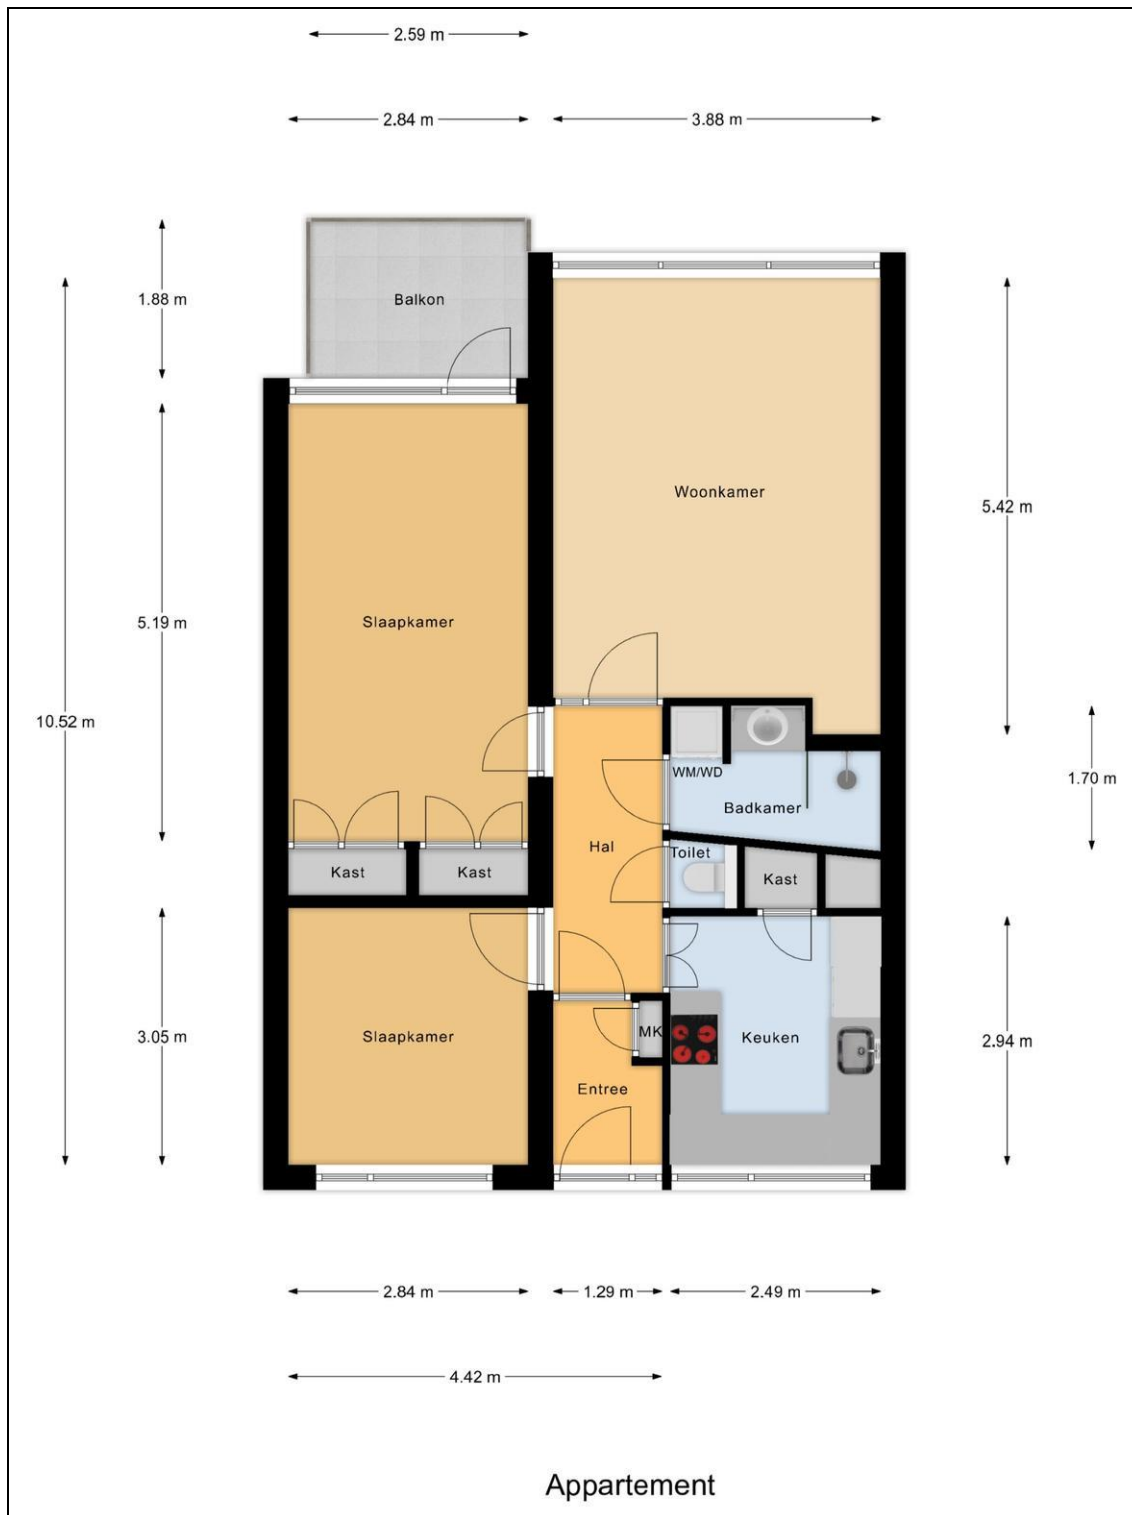 2.59 m
2.84 m
3.88 m
1.88 m
Balkon
Woonkamer
5.42 m
5.19 m
Slaapkamer
10.52 m
WM/WD
1.70 m
Badkamer
Hal
Toilet
Kast
Kast
Kast
3.05 m
Slaapkamer
MK
Keuken
2.94 m
Entree
2.84 m
1.29 m
2.49 m
4.42 m
Appartement